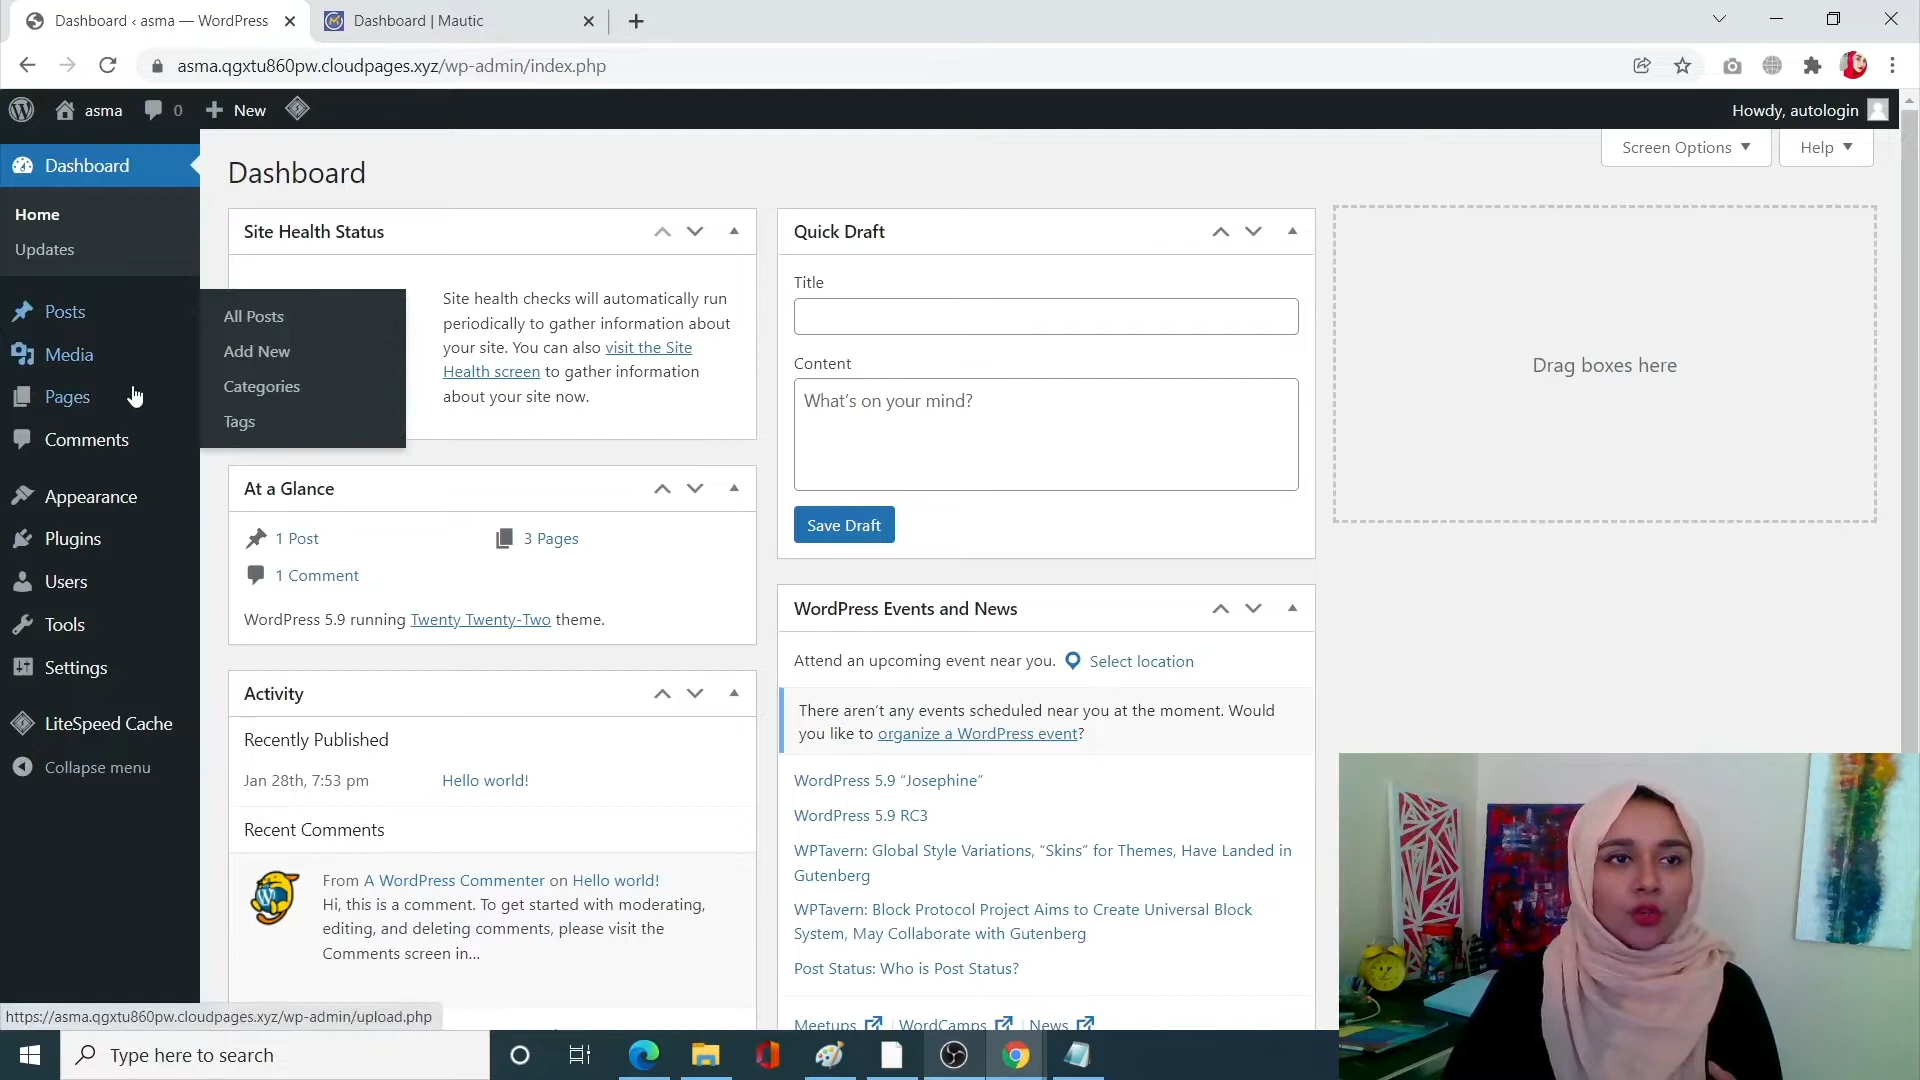 Dashboard ‹ asma — WordPress
Dashboard | Mautic
asma.qgxtu860pw.cloudpages.xyz/wp-admin/index.php
asma
0
New
Howdy, autologin
Dashboard
Home
Updates
Posts
Media
Pages
Comments
Appearance
Plugins
Users
Tools
Settings
LiteSpeed Cache
Collapse menu
All Posts
Add New
Categories
Tags
Screen Options
Help
Dashboard
Site Health Status
Site health checks will automatically run
periodically to gather information about
your site. You can also visit the Site
Health screen to gather information
about your site now.
At a Glance
1 Post
3 Pages
1 Comment
WordPress 5.9 running Twenty Twenty-Two theme.
Activity
Recently Published
Jan 28th, 7:53 pm
Hello world!
Recent Comments
From A WordPress Commenter on Hello world!
Hi, this is a comment. To get started with moderating,
editing, and deleting comments, please visit the
Comments screen in...
Quick Draft
Title
Content
What's on your mind?
Save Draft
WordPress Events and News
Attend an upcoming event near you.
Select location
There aren't any events scheduled near you at the moment. Would
you like to organize a WordPress event?
WordPress 5.9 “Josephine”
WordPress 5.9 RC3
WPTavern: Global Style Variations, “Skins” for Themes, Have Landed in
Gutenberg
WPTavern: Block Protocol Project Aims to Create Universal Block
System, May Collaborate with Gutenberg
Post Status: Who is Post Status?
Meetups | WordCamps | News
Drag boxes here
https://asma.qgxtu860pw.cloudpages.xyz/wp-admin/upload.php
Type here to search